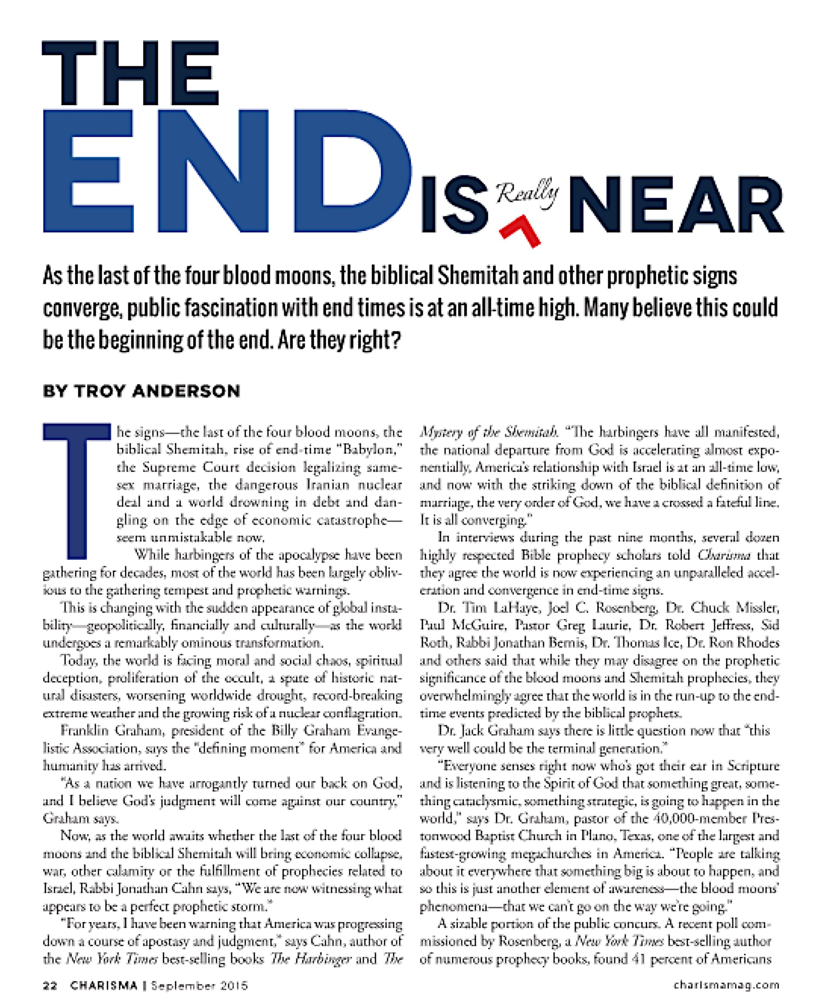 THE
END IS Really NEAR
As the last of the four blood moons, the biblical Shemitah and other prophetic signs
converge, public fascination with end times is at an all-time high. Many believe this could
be the beginning of the end. Are they right?
BY TROY ANDERSON
The signs—the last of the four blood moons, the
biblical Shemitah, rise of end-time “Babylon,”
the Supreme Court decision legalizing same-
sex marriage, the dangerous Iranian nuclear
deal and a world drowning in debt and dan-
gling on the edge of economic catastrophe—
seem unmistakable now.
While harbingers of the apocalypse have been
gathering for decades, most of the world has been largely obliv-
ious to the gathering tempest and prophetic warnings.
This is changing with the sudden appearance of global insta-
bility—geopolitically, financially and culturally—as the world
undergoes a remarkably ominous transformation.
Today, the world is facing moral and social chaos, spiritual
deception, proliferation of the occult, a spate of historic nat-
ural disasters, worsening worldwide drought, record-breaking
extreme weather and the growing risk of a nuclear conflagration.
Franklin Graham, president of the Billy Graham Evange-
listic Association, says the “defining moment” for America and
humanity has arrived.
“As a nation we have arrogantly turned our back on God,
and I believe God’s judgment will come against our country,”
Graham says.
Now, as the world awaits whether the last of the four blood
moons and the biblical Shemitah will bring economic collapse,
war, other calamity or the fulfillment of prophecies related to
Israel, Rabbi Jonathan Cahn says, “We are now witnessing what
appears to be a perfect prophetic storm.”
“For years, I have been warning that America was progressing
down a course of apostasy and judgment,” says Cahn, author of
the New York Times best-selling books The Harbinger and The
Mystery of the Shemitah. “The harbingers have all manifested,
the national departure from God is accelerating almost expo-
nentially, America’s relationship with Israel is at an all-time low,
and now with the striking down of the biblical definition of
marriage, the very order of God, we have a crossed a fateful line.
It is all converging.”
In interviews during the past nine months, several dozen
highly respected Bible prophecy scholars told Charisma that
they agree the world is now experiencing an unparalleled accel-
eration and convergence in end-time signs.
Dr. Tim LaHaye, Joel C. Rosenberg, Dr. Chuck Missler,
Paul McGuire, Pastor Greg Laurie, Dr. Robert Jeffress, Sid
Roth, Rabbi Jonathan Bernis, Dr. Thomas Ice, Dr. Ron Rhodes
and others said that while they may disagree on the prophetic
significance of the blood moons and Shemitah prophecies, they
overwhelmingly agree that the world is in the run-up to the end-
time events predicted by the biblical prophets.
Dr. Jack Graham says there is little question now that “this
very well could be the terminal generation.”
“Everyone senses right now who’s got their ear in Scripture
and is listening to the Spirit of God that something great, some-
thing cataclysmic, something strategic, is going to happen in the
world,” says Dr. Graham, pastor of the 40,000-member Pres-
tonwood Baptist Church in Plano, Texas, one of the largest and
fastest-growing megachurches in America. “People are talking
about it everywhere that something big is about to happen, and
so this is just another element of awareness—the blood moons’
phenomena—that we can’t go on the way we’re going.”
A sizable portion of the public concurs. A recent poll com-
missioned by Rosenberg, a New York Times best-selling author
of numerous prophecy books, found 41 percent of Americans
22 CHARISMA | September 2015
charismamag.com